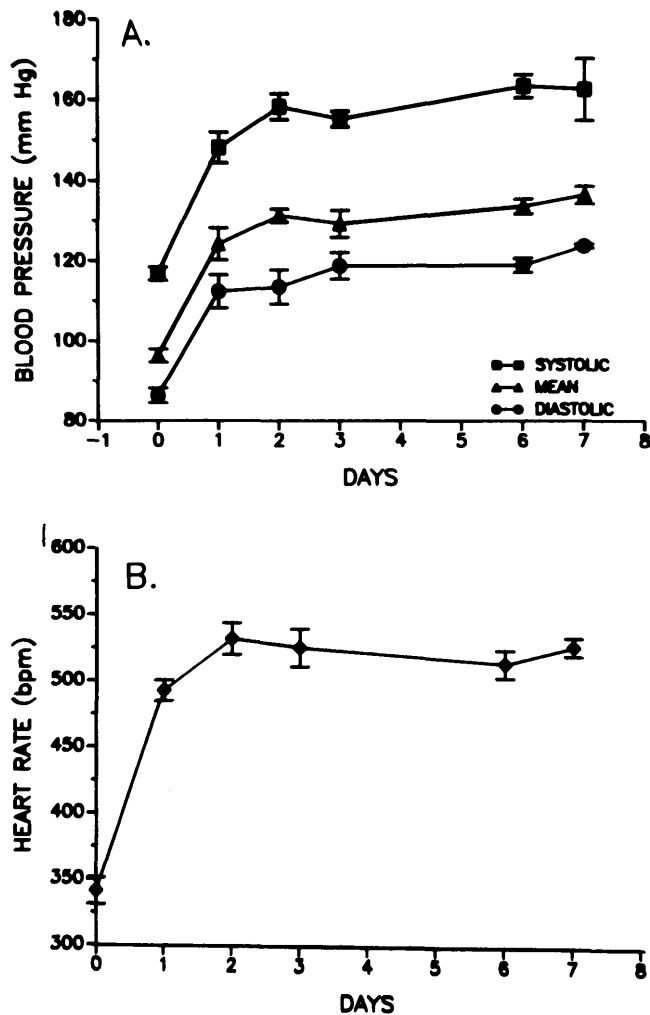 A.
BLOOD PRESSURE (mm Hg)
180
160
140
120
100
80
SYSTOLIC
MEAN
DIASTOLIC
-1 0 1 2 3 4 5 6 7 8
DAYS
B.
HEART RATE (bpm)
600
550
500
450
400
350
300
0 1 2 3 4 5 6 7 8
DAYS